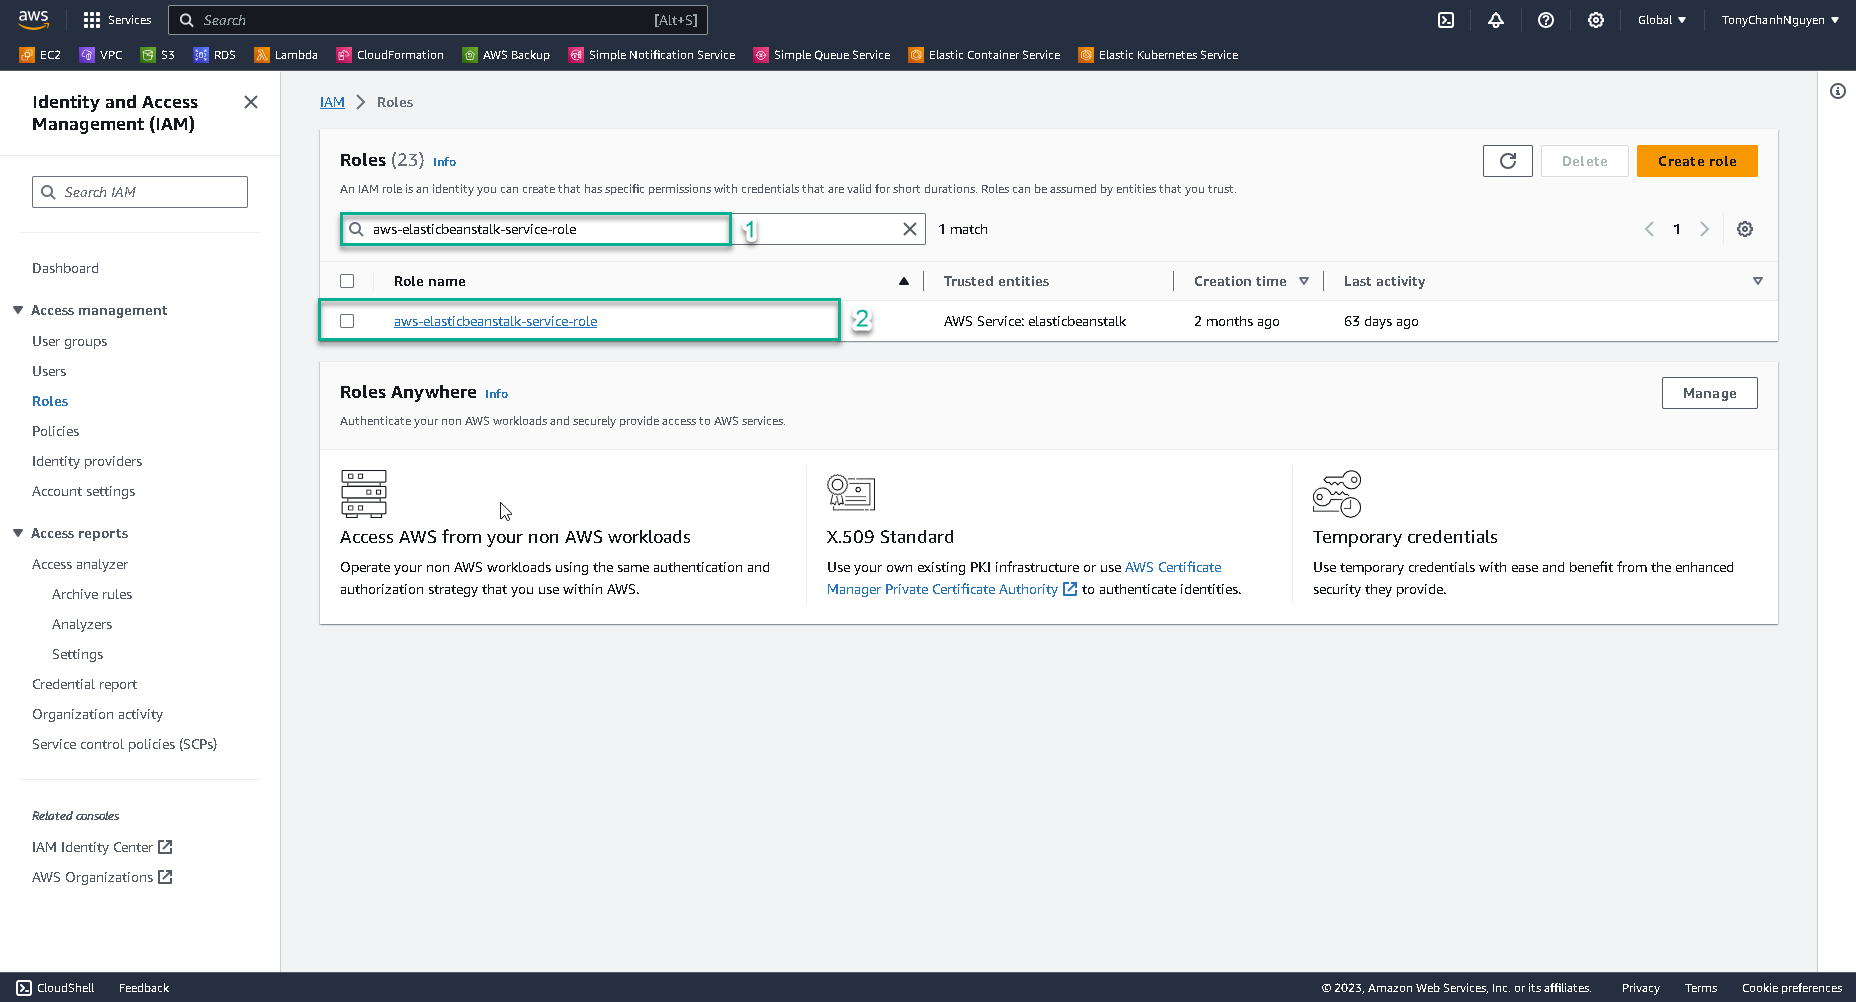 aws
Services
Search
[Alt+S]
Global
TonyChanhNguyen
EC2
VPC
S3
RDS
Lambda
CloudFormation
AWS Backup
Simple Notification Service
Simple Queue Service
Elastic Container Service
Elastic Kubernetes Service
Identity and Access
Management (IAM)
Search IAM
Dashboard
Access management
User groups
Users
Roles
Policies
Identity providers
Account settings
Access reports
Access analyzer
Archive rules
Analyzers
Settings
Credential report
Organization activity
Service control policies (SCPs)
Related consoles
IAM Identity Center
AWS Organizations
IAM > Roles
Roles (23) Info
Delete
Create role
An IAM role is an identity you can create that has specific permissions with credentials that are valid for short durations. Roles can be assumed by entities that you trust.
aws-elasticbeanstalk-service-role
1
1 match
1
Role name
Trusted entities
Creation time
Last activity
aws-elasticbeanstalk-service-role
2
AWS Service: elasticbeanstalk
2 months ago
63 days ago
Roles Anywhere Info
Manage
Authenticate your non AWS workloads and securely provide access to AWS services.
Access AWS from your non AWS workloads
Operate your non AWS workloads using the same authentication and
authorization strategy that you use within AWS.
X.509 Standard
Use your own existing PKI infrastructure or use AWS Certificate
Manager Private Certificate Authority to authenticate identities.
Temporary credentials
Use temporary credentials with ease and benefit from the enhanced
security they provide.
CloudShell
Feedback
© 2023, Amazon Web Services, Inc. or its affiliates.
Privacy
Terms
Cookie preferences